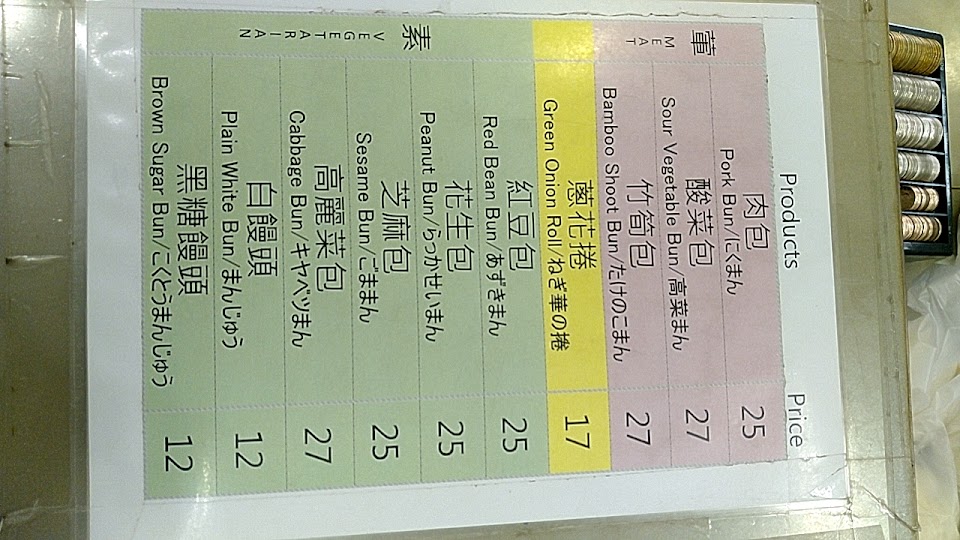 Products
Price
葷
MEAT
肉包
Pork Bun/にくまん
25
酸菜包
Sour Vegetable Bun/高菜まん
27
竹筍包
Bamboo Shoot Bun/たけのこまん
27
蔥花捲
Green Onion Roll/ねぎ華の捲
17
素
VEGETARIAN
紅豆包
Red Bean Bun/あずきまん
25
花生包
Peanut Bun/らっかせいまん
25
芝麻包
Sesame Bun/ごままん
25
高麗菜包
Cabbage Bun/キャベツまん
27
白饅頭
Plain White Bun/まんじゅう
12
黑糖饅頭
Brown Sugar Bun/こくとうまんじゅう
12